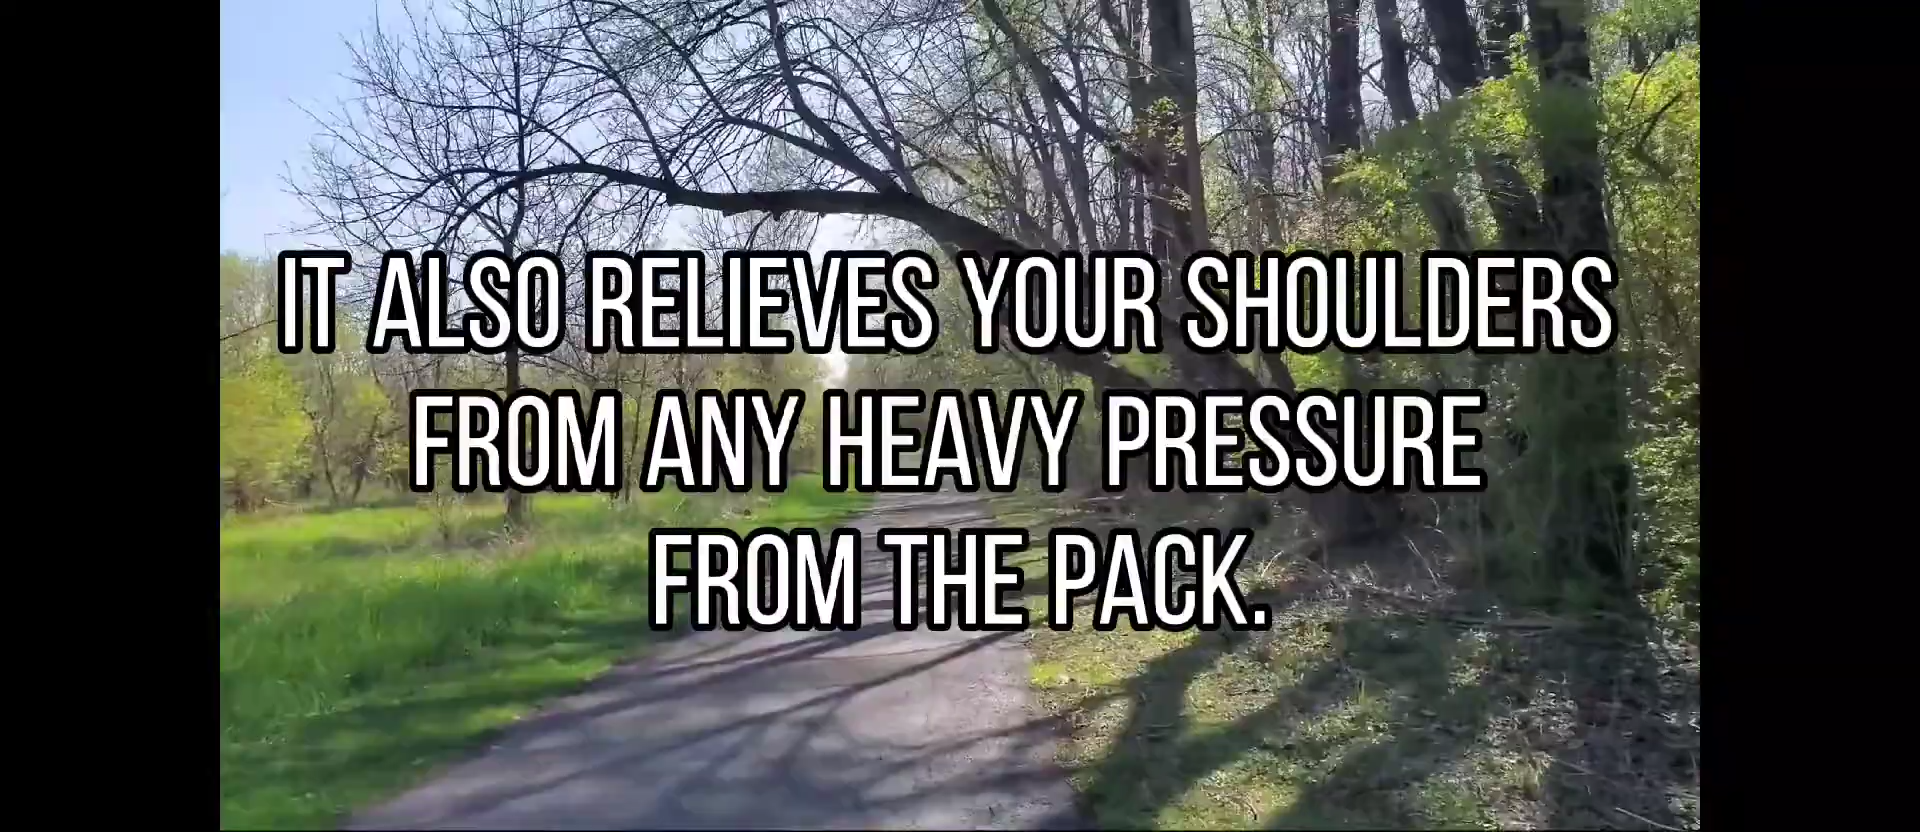 IT ALSO RELIEVES YOUR SHOULDERS
FROM ANY HEAVY PRESSURE
FROM THE PACK.